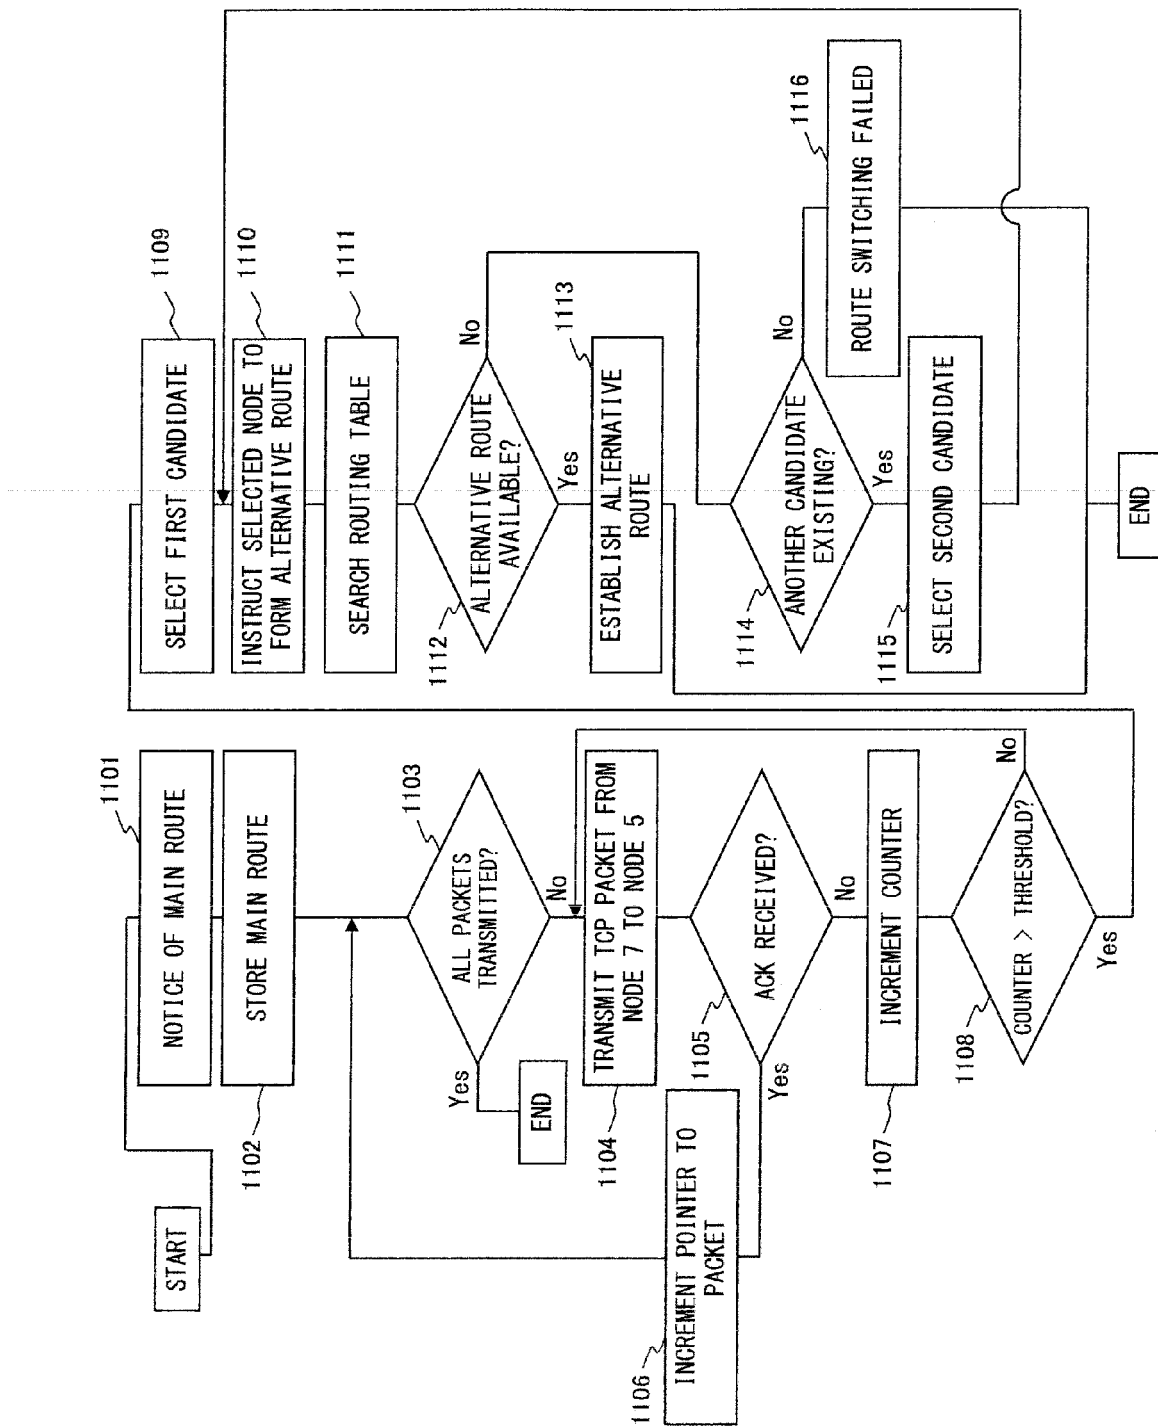 START
1101
NOTICE OF MAIN ROUTE
STORE MAIN ROUTE
1102
1103
ALL PACKETS
TRANSMITTED?
Yes
No
END
TRANSMIT TCP PACKET FROM
NODE 7 TO NODE 5
1104
1105
ACK RECEIVED?
Yes
No
1106
INCREMENT POINTER TO
PACKET
INCREMENT COUNTER
1107
COUNTER > THRESHOLD?
1108
No
Yes
1109
SELECT FIRST CANDIDATE
1110
INSTRUCT SELECTED NODE TO
FORM ALTERNATIVE ROUTE
1111
SEARCH ROUTING TABLE
1112
ALTERNATIVE ROUTE
AVAILABLE?
No
Yes
1113
ESTABLISH ALTERNATIVE
ROUTE
1114
ANOTHER CANDIDATE
EXISTING?
No
Yes
1116
ROUTE SWITCHING FAILED
1115
SELECT SECOND CANDIDATE
END